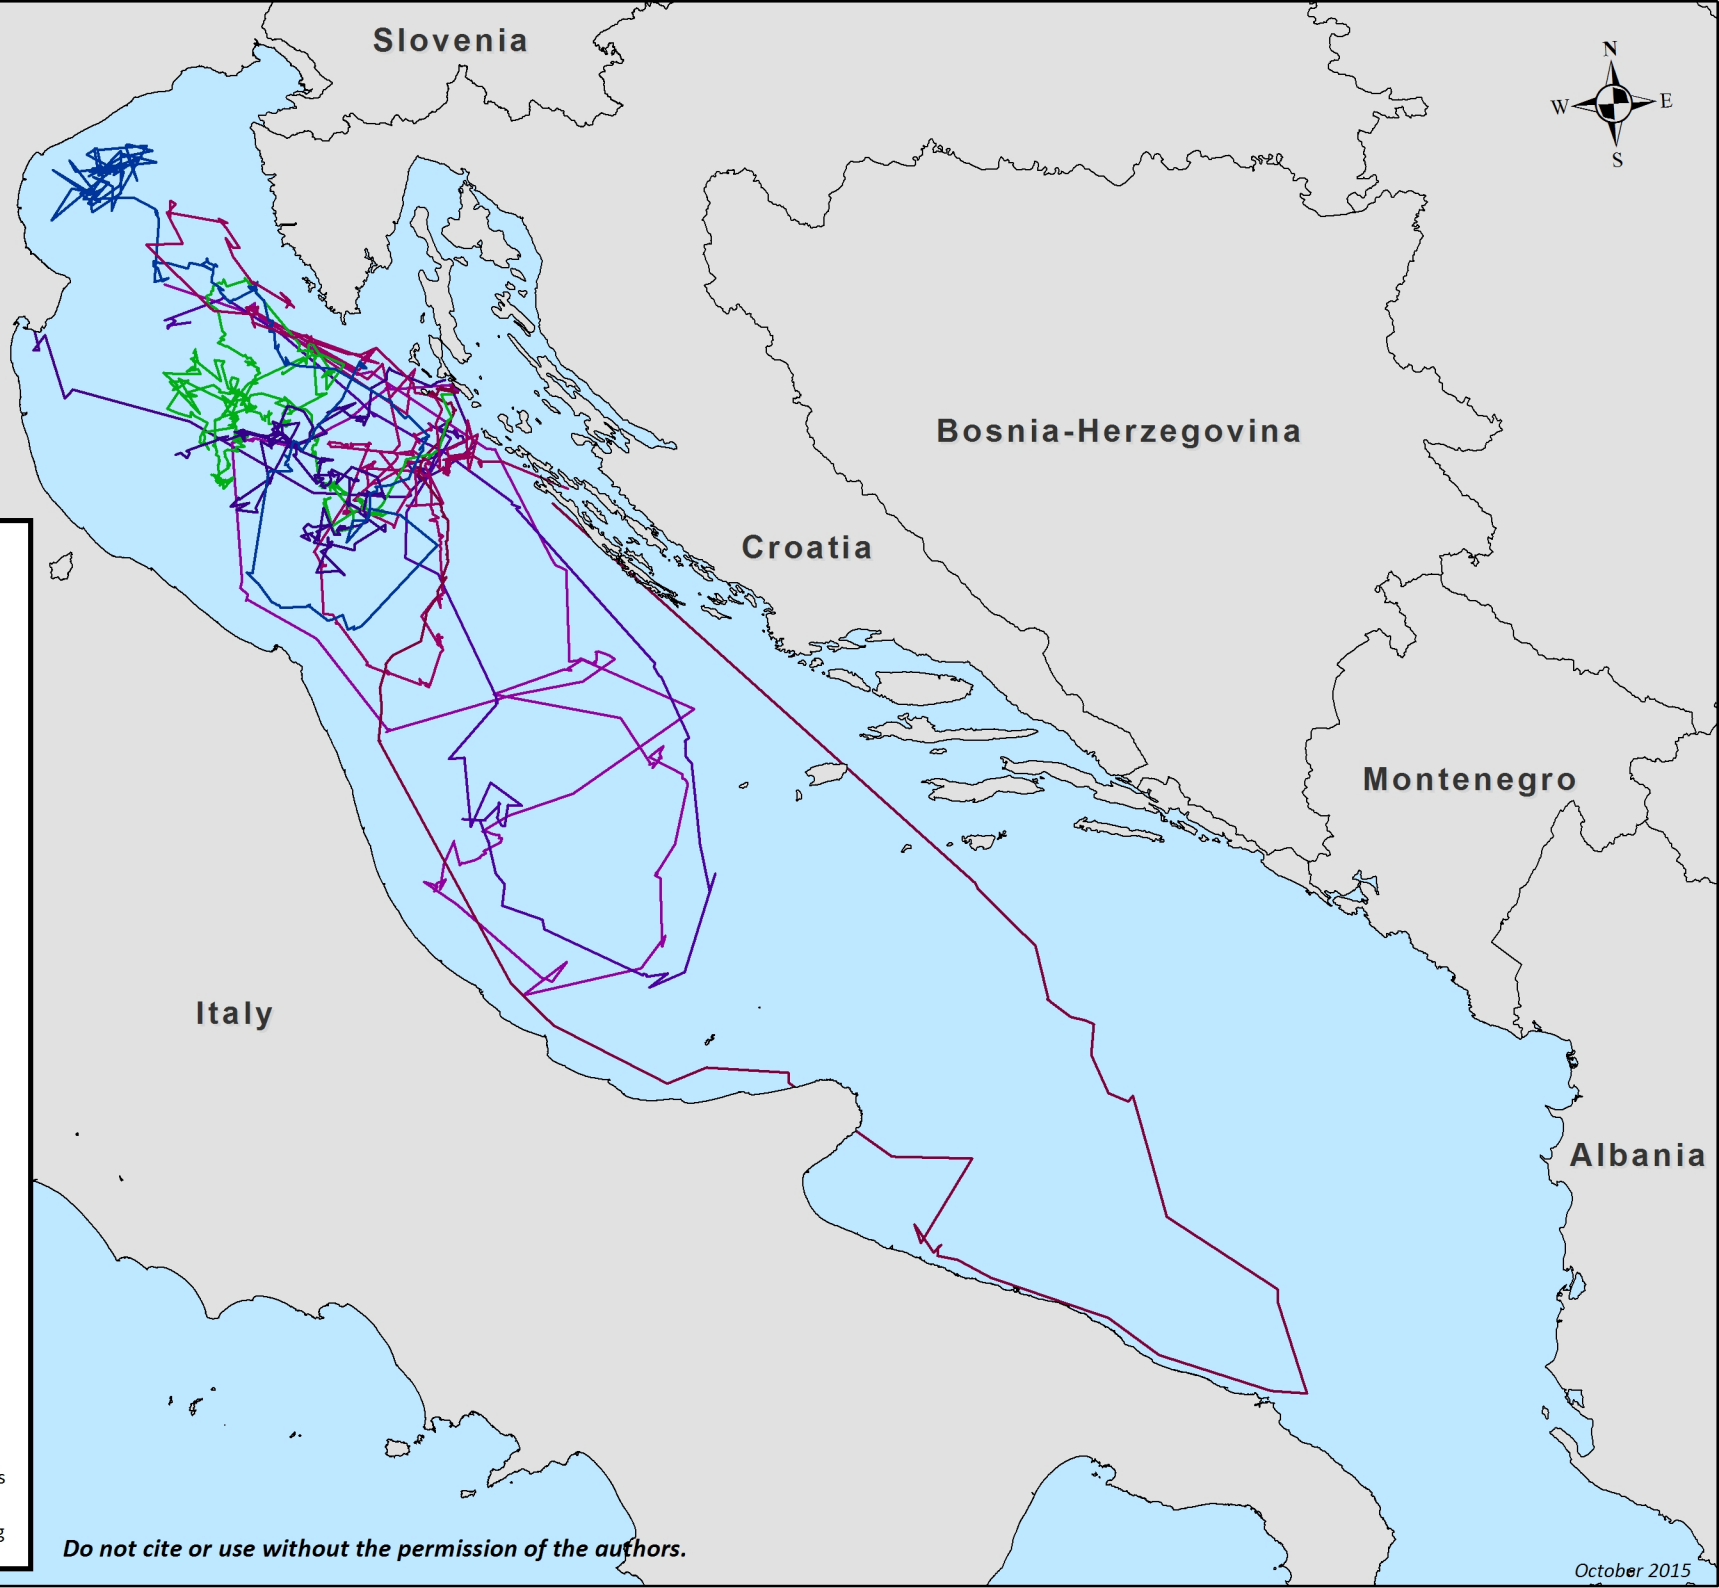 Slovenia
N
W
E
S
Bosnia-Herzegovina
Croatia
Montenegro
Italy
Albania
s
g
Do not cite or use without the permission of the authors.
October 2015